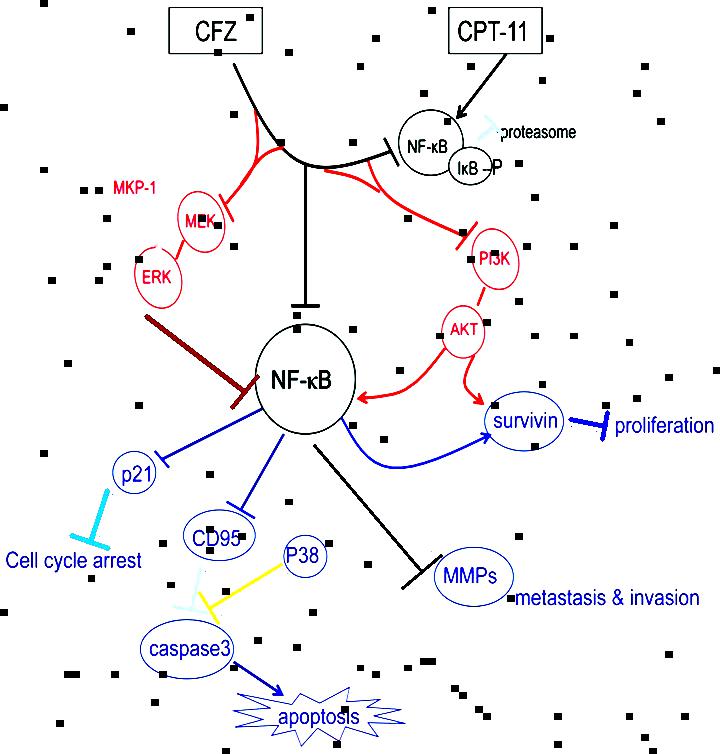 CFZ
CPT-11
NF-κB
proteasome
IκB -P
MKP-1
MEK
PI3K
ERK
AKT
NF-κB
survivin
proliferation
p21
CD95
P38
Cell cycle arrest
MMPs
metastasis & invasion
caspase3
apoptosis